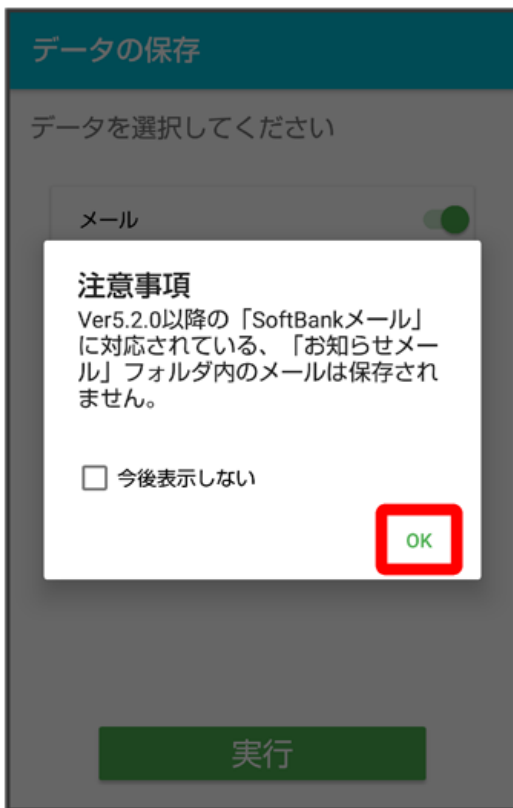 データの保存
データを選択してください
メール
注意事項
Ver5.2.0以降の「SoftBankメール」
に対応されている、「お知らせメー
ル」フォルダ内のメールは保存され
ません。
今後表示しない
OK
実行